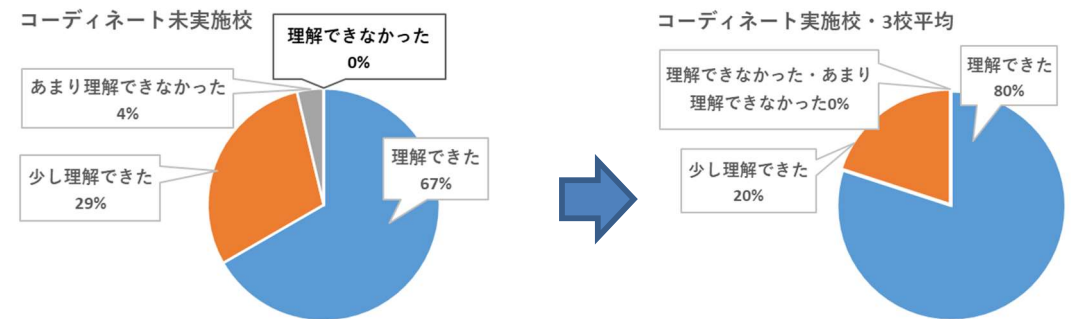 コーディネート未実施校
理解できなかった
0%
あまり理解できなかった
4%
少し理解できた
29%
理解できた
67%
コーディネート実施校・3校平均
理解できなかった・あまり
理解できなかった0%
理解できた
80%
少し理解できた
20%